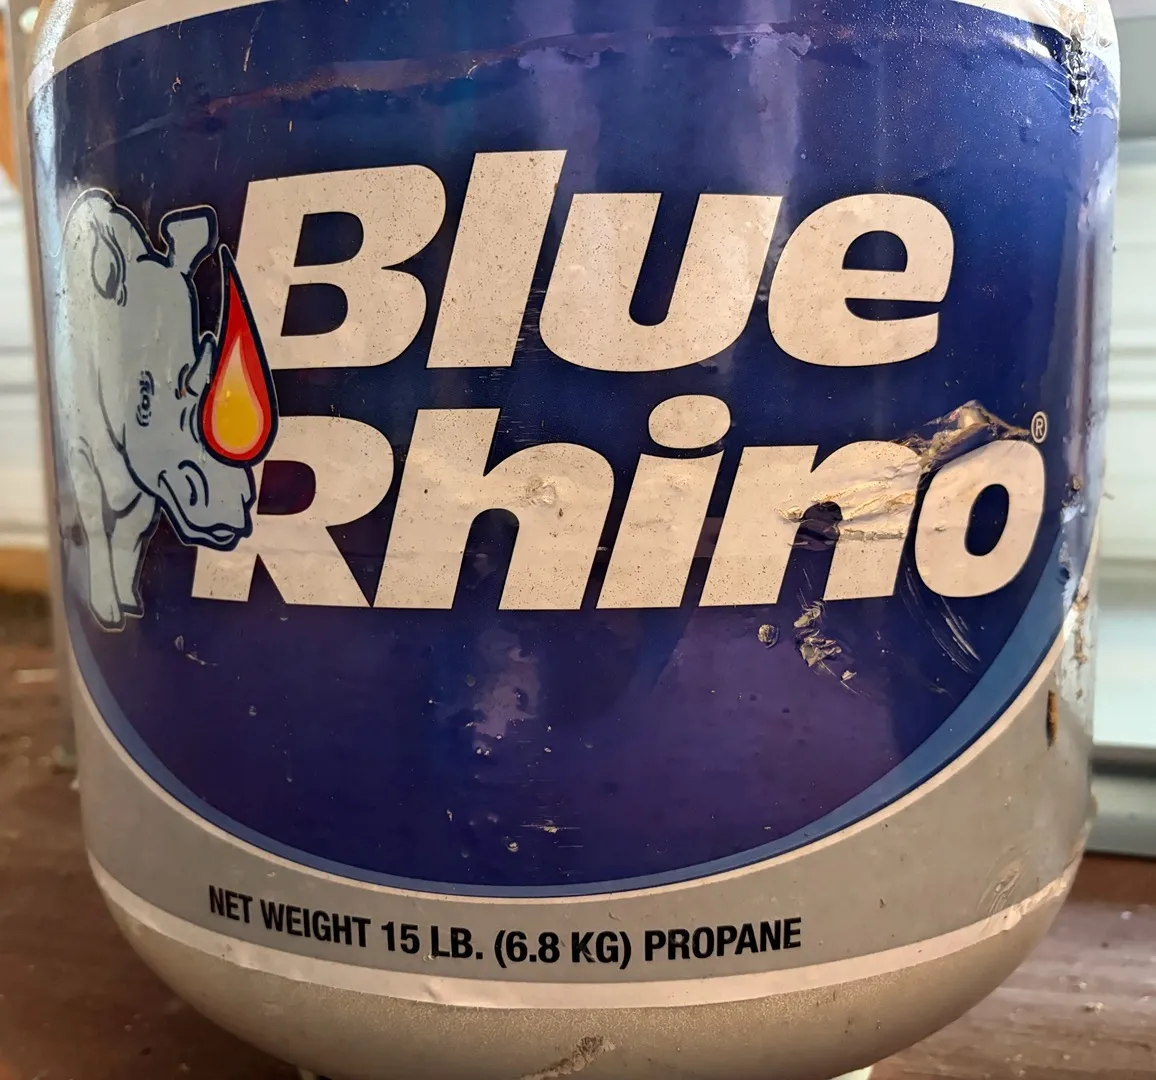 Blue
Rhino®
NET WEIGHT 15 LB. (6.8 KG) PROPANE